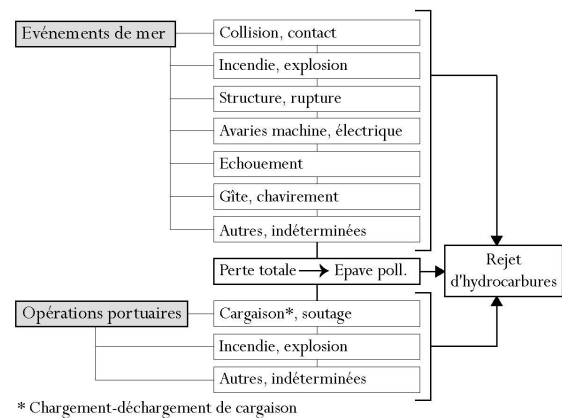 Evénements de mer
Collision, contact
Incendie, explosion
Structure, rupture
Avaries machine, électrique
Echouement
Gîte, chavirement
Autres, indéterminées
Perte totale → Epave poll.
Rejet
d'hydrocarbures
Opérations portuaires
Cargaison*, soutage
Incendie, explosion
Autres, indéterminées
* Chargement-déchargement de cargaison